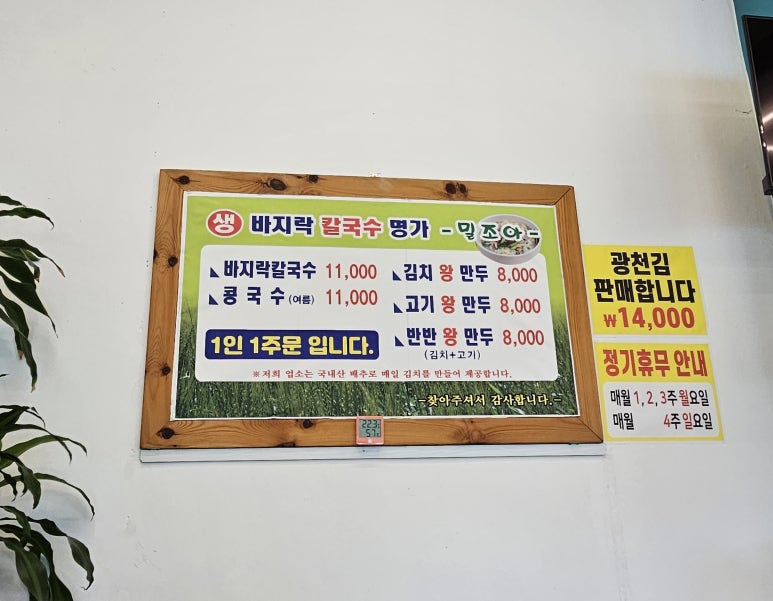 생 바지락 칼국수 명가 - 밀조아 -
바지락칼국수 11,000
콩국수(여름) 11,000
1인 1주문 입니다.
김치 왕 만두 8,000
고기 왕 만두 8,000
반반 왕 만두 8,000
(김치+고기)
※저희 업소는 국내산 배추로 매일 김치를 만들어 제공합니다.
-찾아주셔서 감사합니다.-
광천김
판매합니다
₩14,000
정기휴무 안내
매월 1, 2, 3주 월요일
매월 4주 일요일